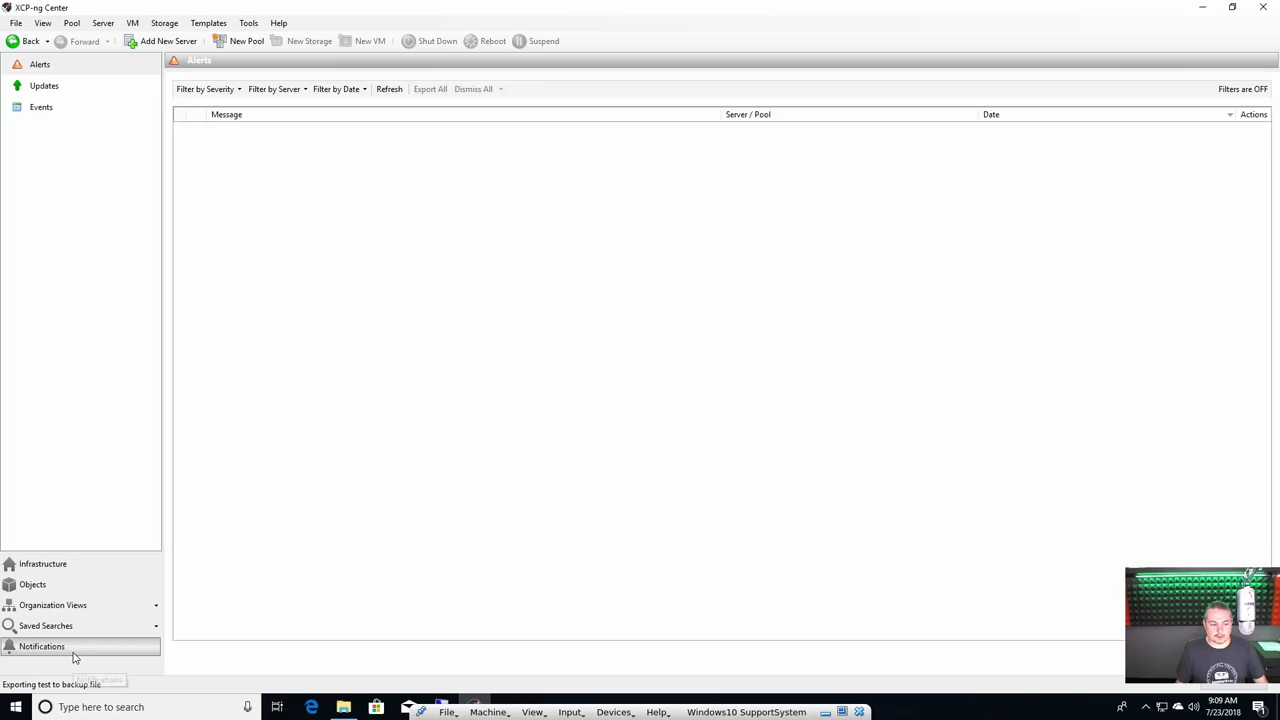 XCP-ng Center
File View Pool Server VM Storage Templates Tools Help
Back Forward Add New Server New Pool New Storage New VM Shut Down Reboot Suspend
Alerts
Updates
Events
Alerts
Filter by Severity Filter by Server Filter by Date Refresh Export All Dismiss All Filters are OFF
Message Server / Pool Date Actions
Infrastructure
Objects
Organization Views
Saved Searches
Notifications
Notifications
Exporting test to backup file
Type here to search
File Machine View Input Devices Help Windows10 SupportSystem
9:09 AM
7/23/2018
1